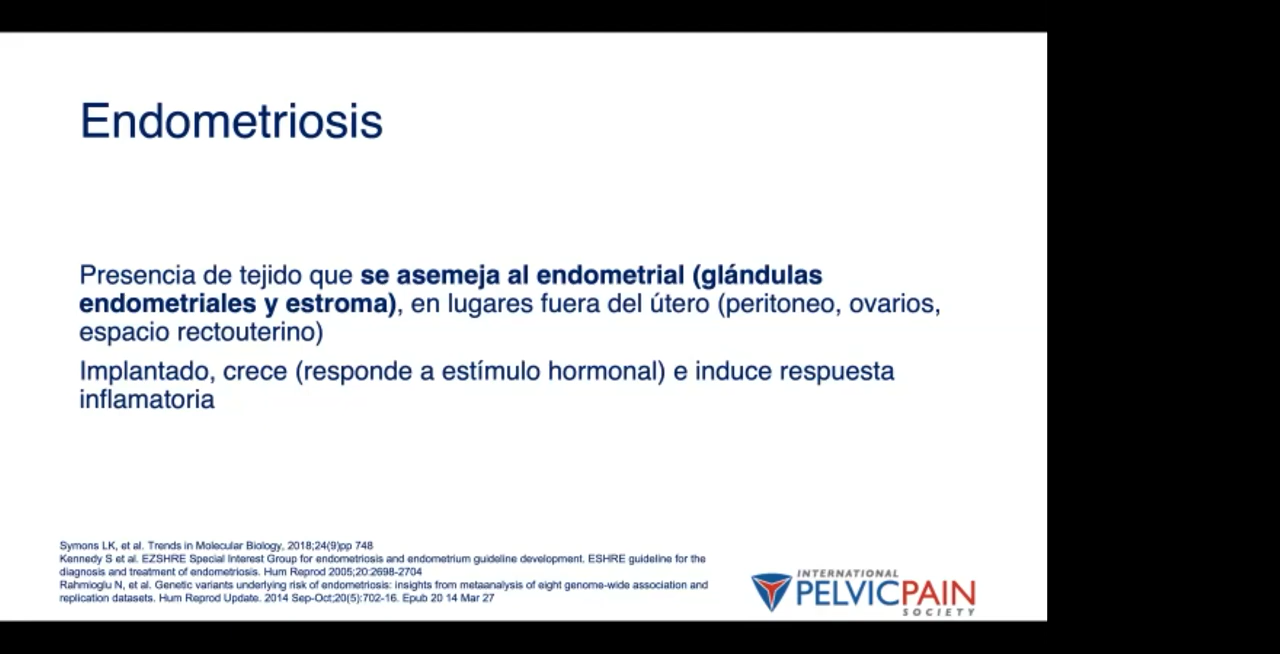 Endometriosis
Presencia de tejido que se asemeja al endometrial (glándulas
endometriales y estroma), en lugares fuera del útero (peritoneo, ovarios,
espacio rectouterino)
Implantado, crece (responde a estímulo hormonal) e induce respuesta
inflamatoria
Symons LK, et al. Trends in Molecular Biology, 2018;24(9)pp 748
Kennedy S et al. EZSHRE Special Interest Group for endometriosis and endometrium guideline development. ESHRE guideline for the
diagnosis and treatment of endometriosis. Hum Reprod 2005;20:2698-2704
Rahmioglu N, et al. Genetic variants underlying risk of endometriosis: insights from metaanalysis of eight genome-wide association and
replication datasets. Hum Reprod Update. 2014 Sep-Oct;20(5):702-16. Epub 20 14 Mar 27
INTERNATIONAL
PELVICPAIN
SOCIETY